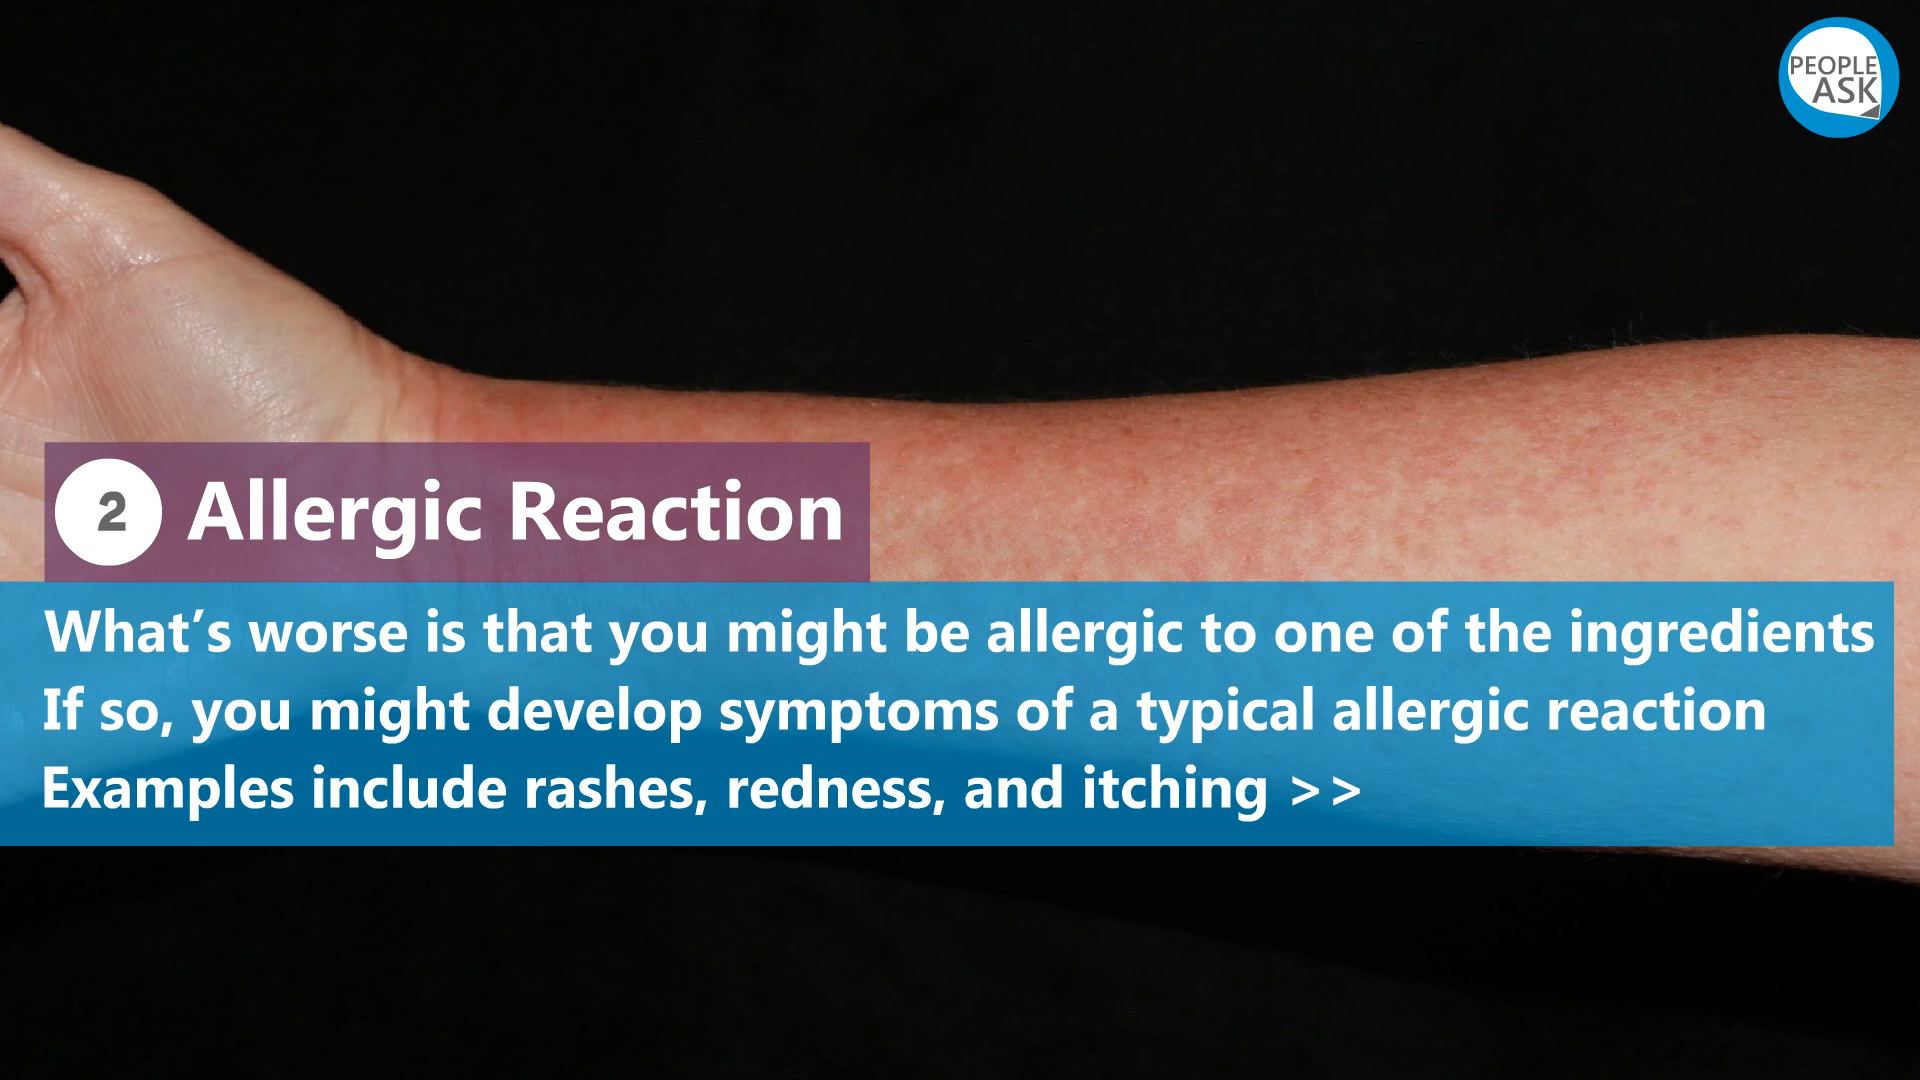 PEOPLE
ASK
2 Allergic Reaction
What’s worse is that you might be allergic to one of the ingredients
If so, you might develop symptoms of a typical allergic reaction
Examples include rashes, redness, and itching >>